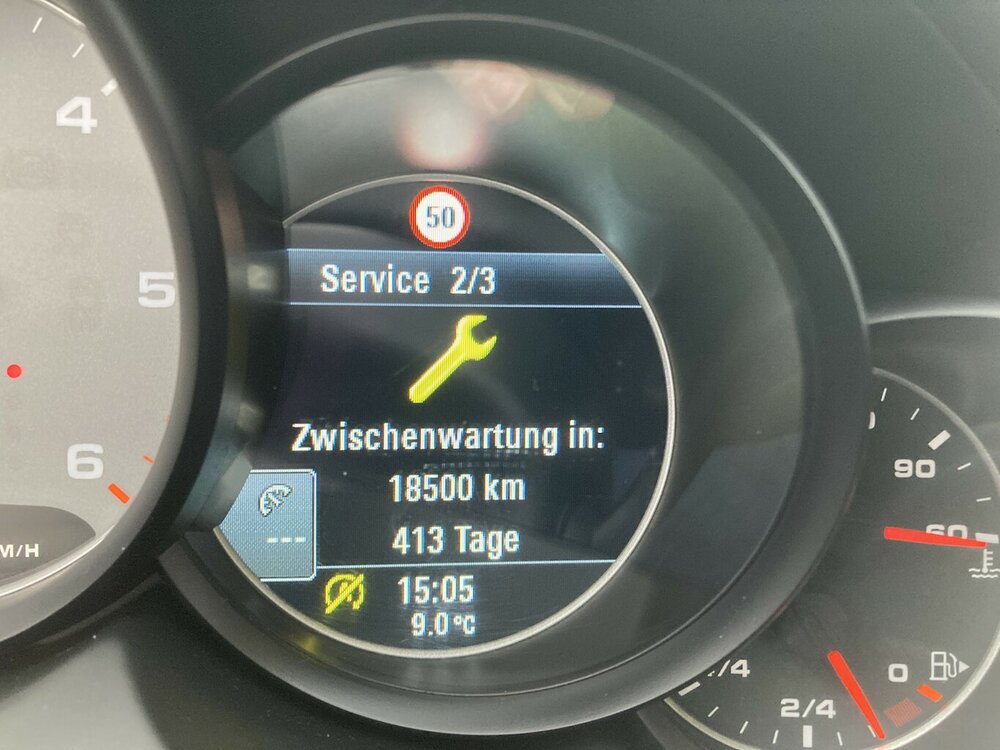 4
5
6
M/H
50
Service 2/3
Zwischenwartung in:
18500 km
413 Tage
---
15:05
9.0°C
90
60
0
2/4
/4